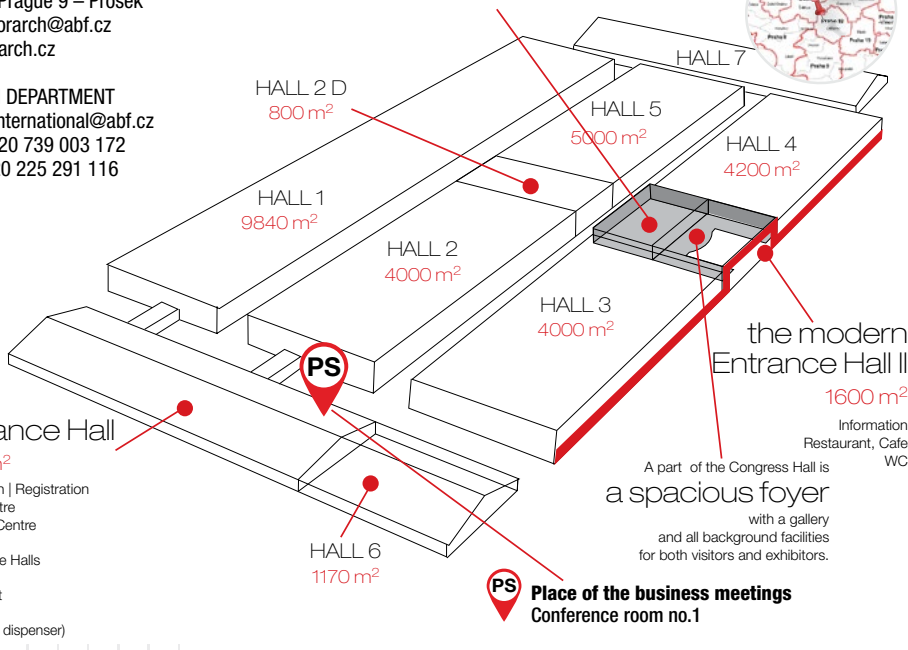 Prague 9 – Prosek
orarch@abf.cz
arch.cz
DEPARTMENT
nternational@abf.cz
20 739 003 172
0 225 291 116
HALL 7
HALL 2 D
800 m²
HALL 5
5000 m²
HALL 4
4200 m²
HALL 1
9840 m²
HALL 2
4000 m²
HALL 3
4000 m²
the modern
Entrance Hall II
1600 m²
Information
Restaurant, Cafe
WC
PS
ance Hall
m²
n | Registration
tre
Centre
e Halls
t
dispenser)
A part of the Congress Hall is
a spacious foyer
with a gallery
and all background facilities
for both visitors and exhibitors.
HALL 6
1170 m²
PS
Place of the business meetings
Conference room no.1